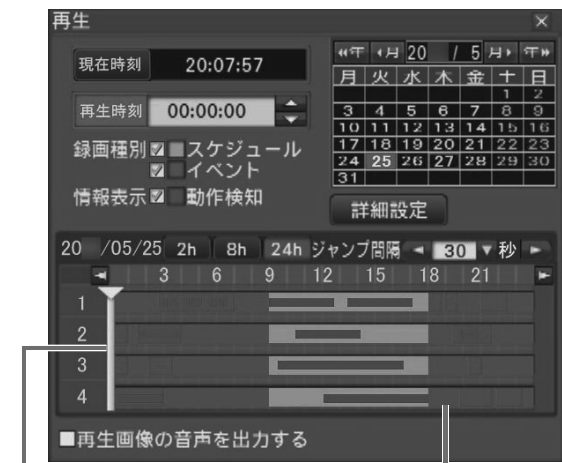 再生
現在時刻 20:07:57
再生時刻 00:00:00
録画種別 スケジュール
イベント
情報表示 動作検知
年 月 20 / 5 月 年
月 火 水 木 金 土 日
1 2
3 4 5 6 7 8 9
10 11 12 13 14 15 16
17 18 19 20 21 22 23
24 25 26 27 28 29 30
31
詳細設定
20 /05/25 2h 8h 24h ジャンプ間隔 30 秒
3 6 9 12 15 18 21
1
2
3
4
再生画像の音声を出力する